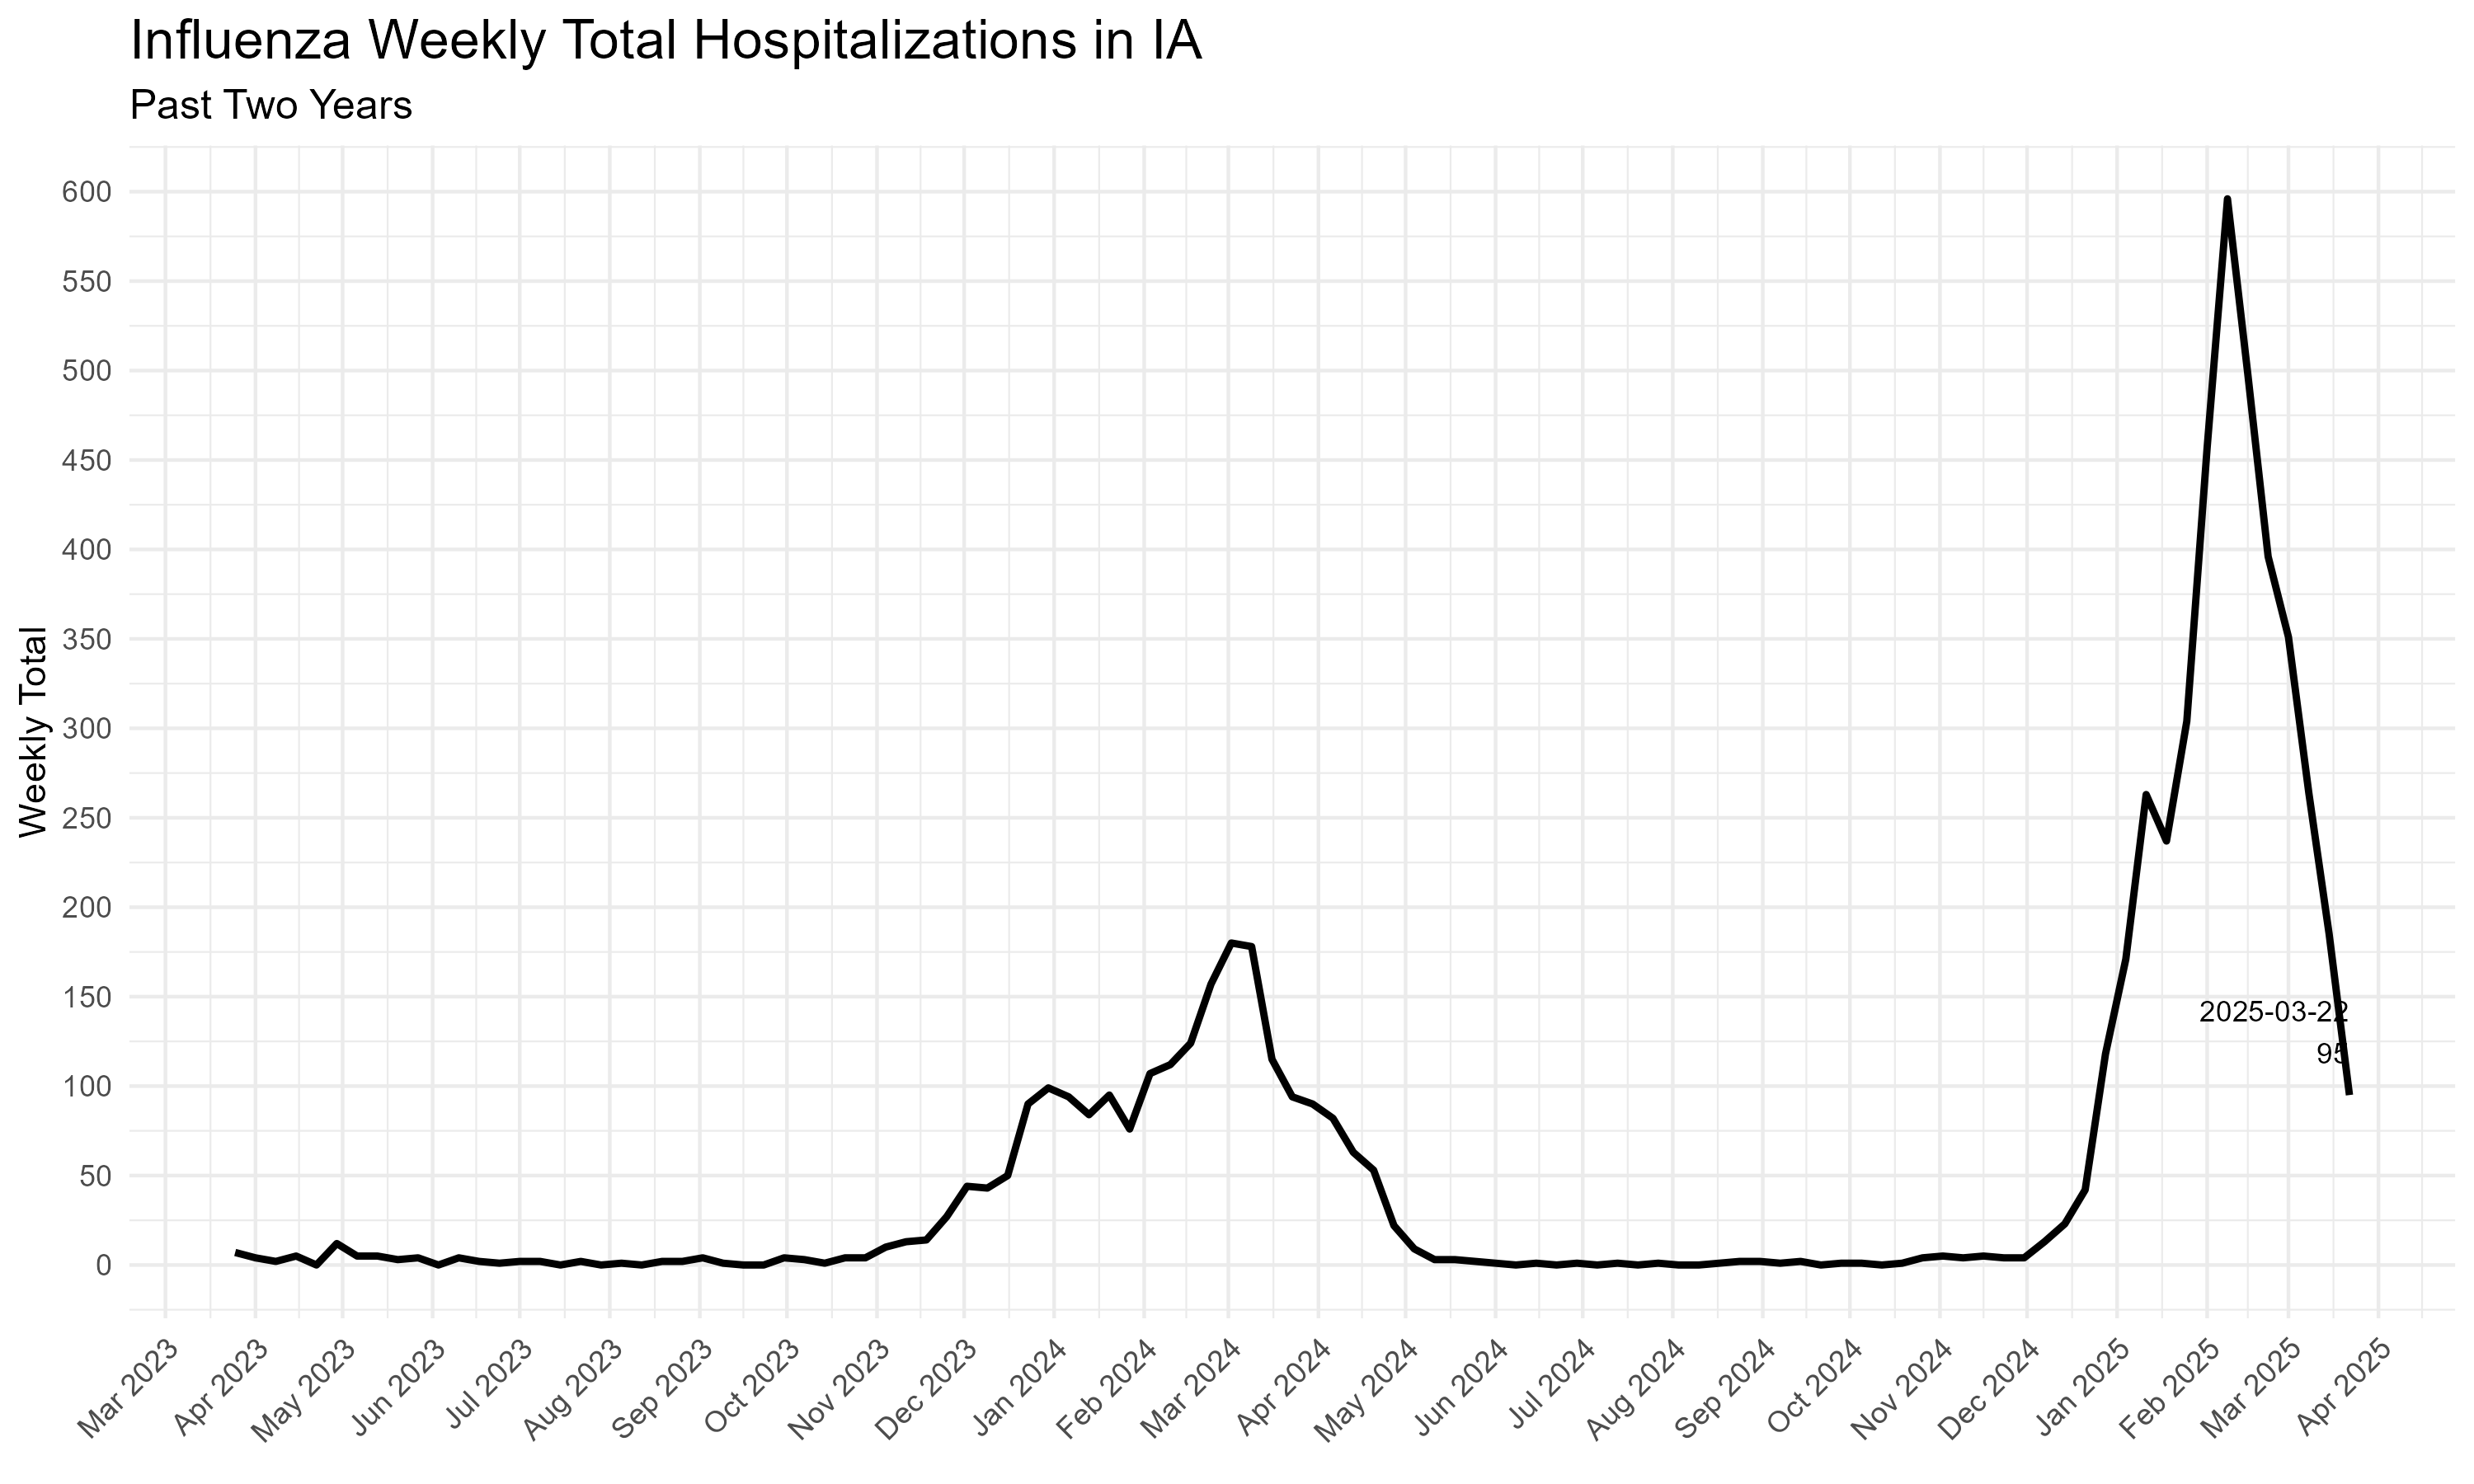 Influenza Weekly Total Hospitalizations in IA
Past Two Years
Weekly Total
600
550
500
450
400
350
300
250
200
150
100
50
0
2025-03-22
95
Mar 2023
Apr 2023
May 2023
Jun 2023
Jul 2023
Aug 2023
Sep 2023
Oct 2023
Nov 2023
Dec 2023
Jan 2024
Feb 2024
Mar 2024
Apr 2024
May 2024
Jun 2024
Jul 2024
Aug 2024
Sep 2024
Oct 2024
Nov 2024
Dec 2024
Jan 2025
Feb 2025
Mar 2025
Apr 2025